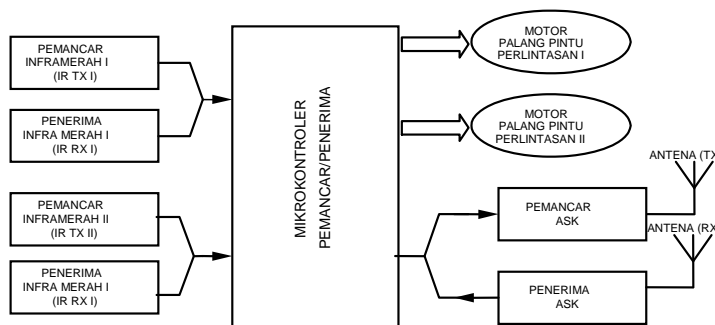 PEMANCAR
INFRAMERAH I
(IR TX I)
PENERIMA
INFRA MERAH I
(IR RX I)
PEMANCAR
INFRAMERAH II
(IR TX II)
PENERIMA
INFRA MERAH I
(IR RX I)
MIKROKONTROLER
PEMANCAR/PENERIMA
MOTOR
PALANG PINTU
PERLINTASAN I
MOTOR
PALANG PINTU
PERLINTASAN II
ANTENA (TX
PEMANCAR
ASK
ANTENA (RX
PENERIMA
ASK